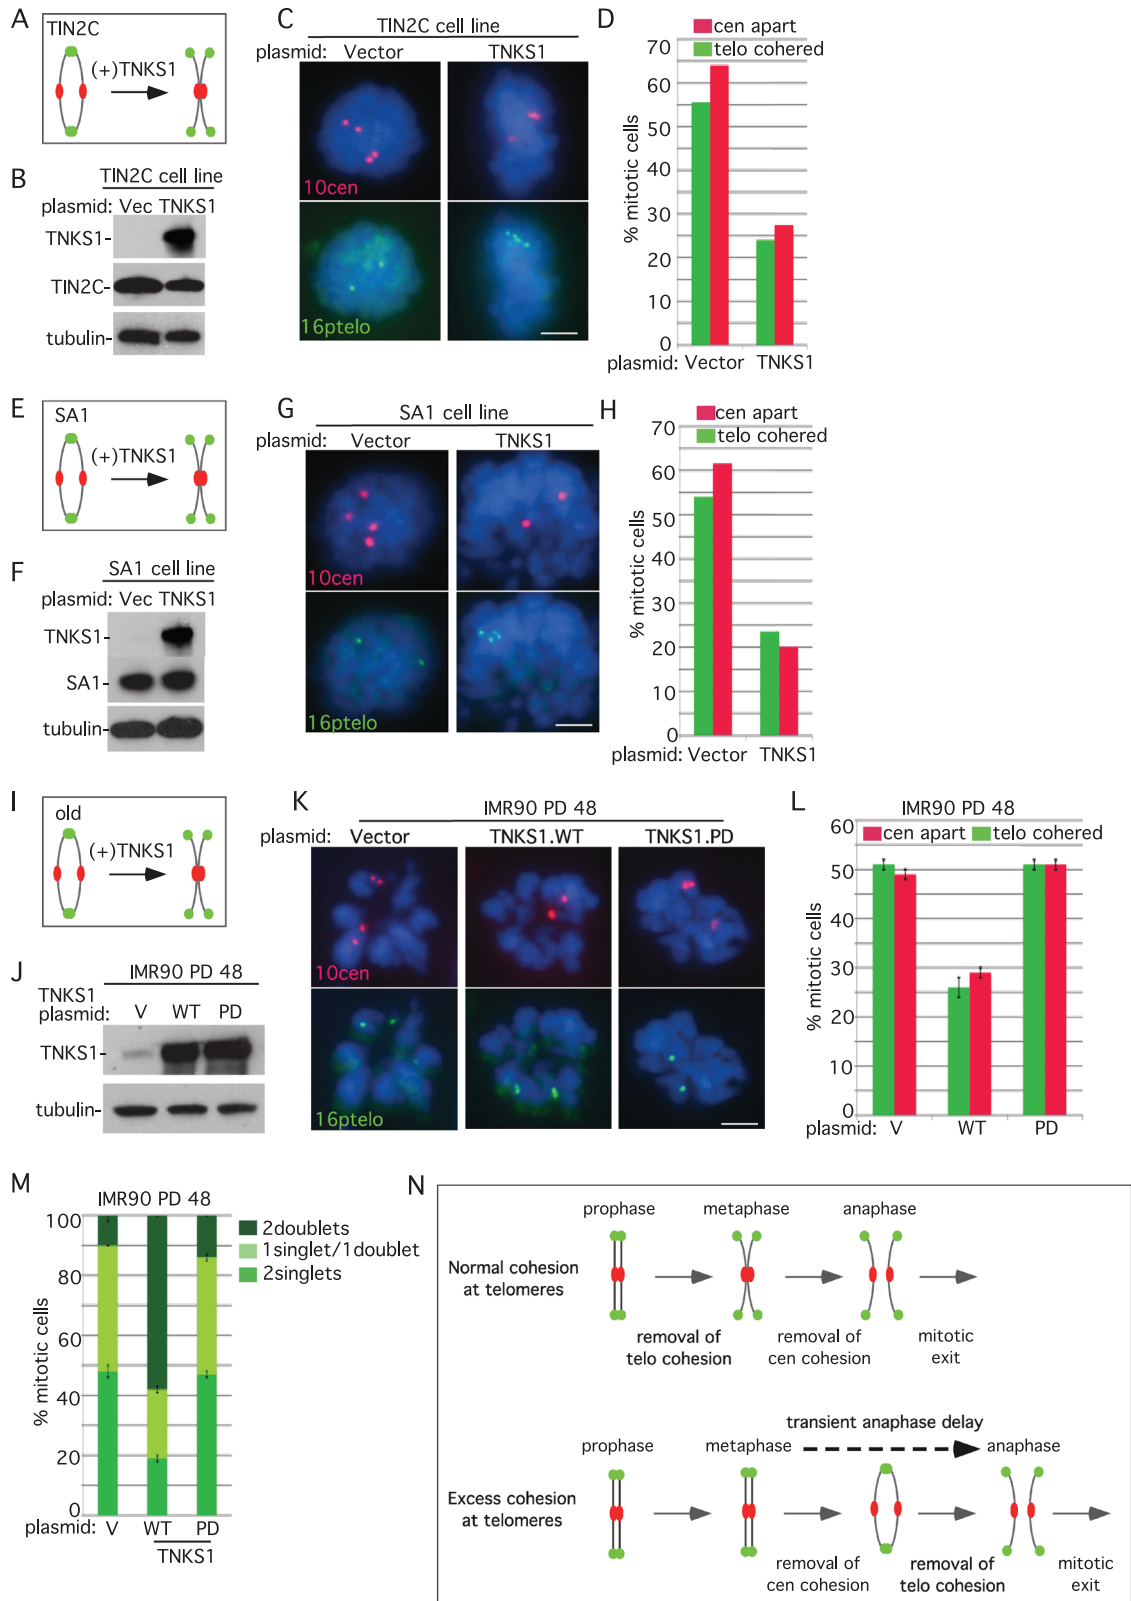 A
TIN2C
(+)TNKS1
B
TIN2C cell line
plasmid: Vec TNKS1
TNKS1-
TIN2C-
tubulin-
C
TIN2C cell line
plasmid: Vector TNKS1
10cen
16ptelo
D
cen apart
telo cohered
70
60
50
40
30
20
10
0
% mitotic cells
plasmid: Vector TNKS1
E
SA1
(+)TNKS1
F
SA1 cell line
plasmid: Vec TNKS1
TNKS1-
SA1-
tubulin-
G
SA1 cell line
plasmid: Vector TNKS1
10cen
16ptelo
H
cen apart
telo cohered
70
60
50
40
30
20
10
0
% mitotic cells
plasmid: Vector TNKS1
I
old
(+)TNKS1
J
IMR90 PD 48
TNKS1
plasmid: V WT PD
TNKS1-
tubulin-
K
IMR90 PD 48
plasmid: Vector TNKS1.WT TNKS1.PD
10cen
16ptelo
L
IMR90 PD 48
cen apart telo cohered
60
50
40
30
20
10
0
% mitotic cells
plasmid: V WT PD
M
IMR90 PD 48
100
80
60
40
20
0
% mitotic cells
2doublets
1singlet/1doublet
2singlets
plasmid: V WT PD
TNKS1
N
prophase metaphase anaphase
Normal cohesion
at telomeres
removal of
telo cohesion
removal of
cen cohesion
mitotic
exit
transient anaphase delay
prophase metaphase anaphase
Excess cohesion
at telomeres
removal of
cen cohesion
removal of
telo cohesion
mitotic
exit